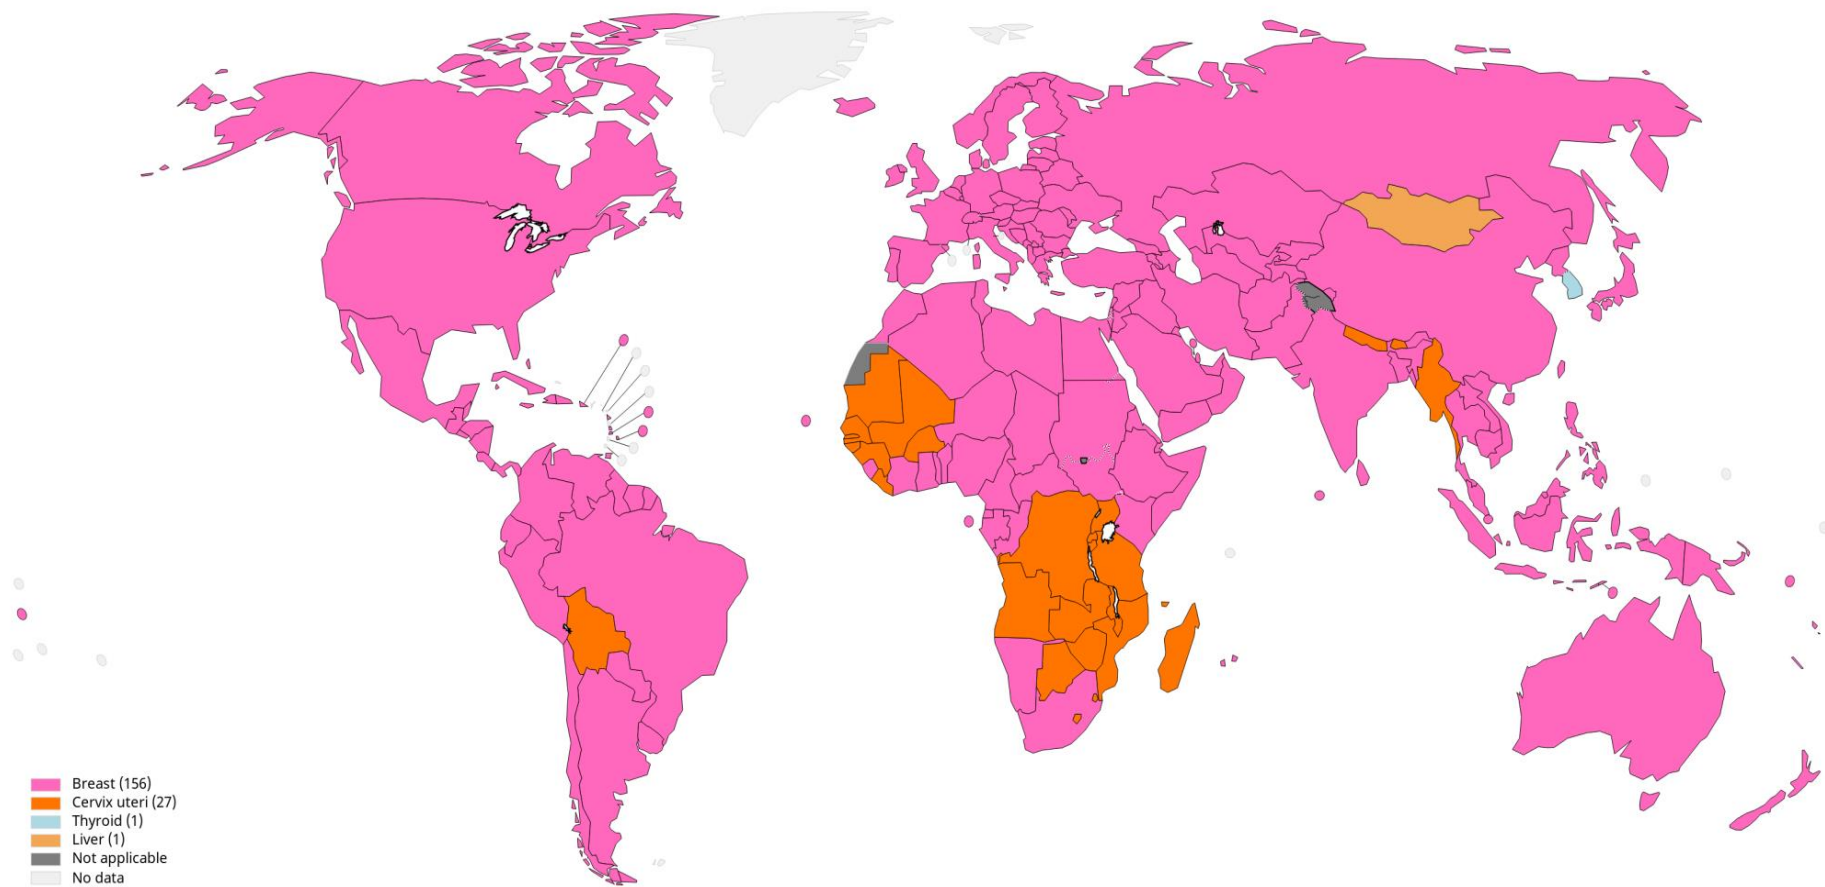 Breast (156)
Cervix uteri (27)
Thyroid (1)
Liver (1)
Not applicable
No data